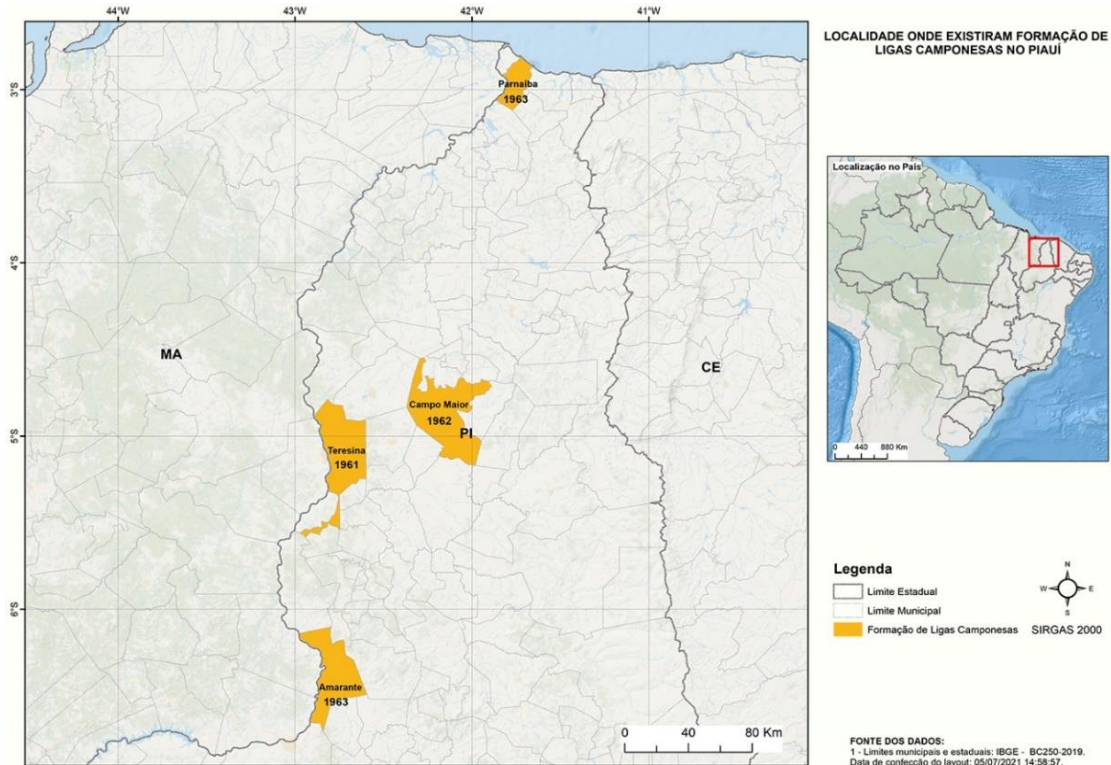 44°W
43°W
42°W
41°W
3°S
4°S
5°S
6°S
Parnaíba
1963
MA
CE
Campo Maior
1962
PI
Teresina
1961
Amarante
1963
0 40 80 Km
LOCALIDADE ONDE EXISTIRAM FORMAÇÃO DE
LIGAS CAMPONESAS NO PIAUÍ
Localização no País
0 440 880 Km
Legenda
Limite Estadual
Limite Municipal
Formação de Ligas Camponesas
N
W E
S
SIRGAS 2000
FONTE DOS DADOS:
1 - Limites municipais e estaduais: IBGE - BC250-2019.
Data de confecção do layout: 05/07/2021 14:58:57.